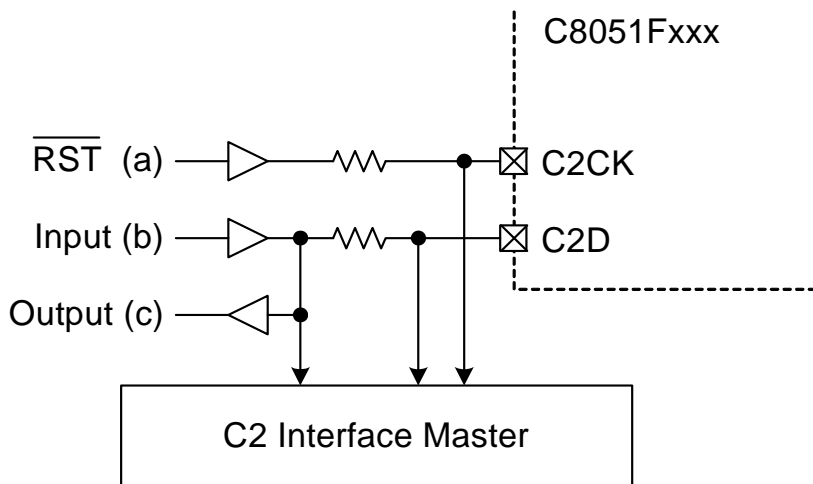 C8051Fxxx
RST (a)
C2CK
Input (b)
C2D
Output (c)
C2 Interface Master